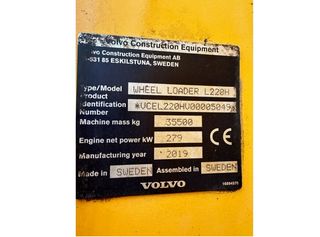 Volvo Construction Equipment
Volvo Construction Equipment AB
-631 85 ESKILSTUNA, SWEDEN
Type/Model WHEEL LOADER L220H
Product
Identification *VCEL220HV00005049*
Number
Machine mass kg 35500
Engine net power kW 279
Manufacturing year 2019
CE
Made in SWEDEN Assembled in SWEDEN
VOLVO